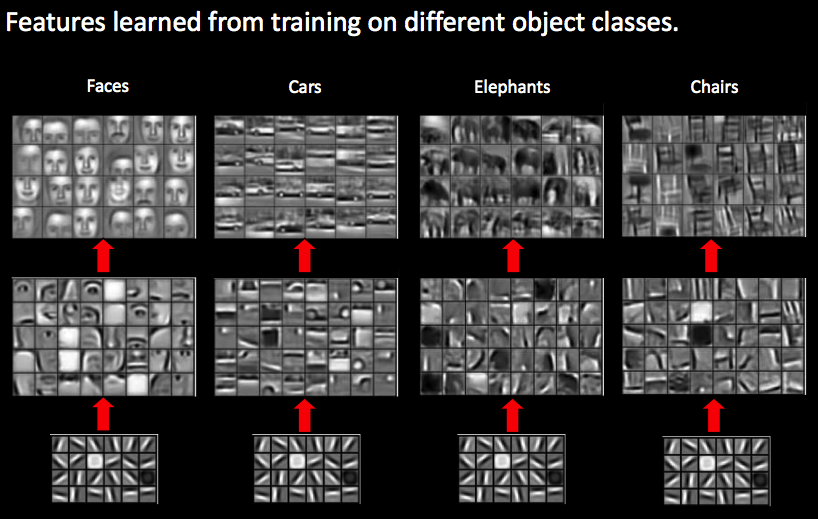 Features learned from training on different object classes.
Faces
Cars
Elephants
Chairs